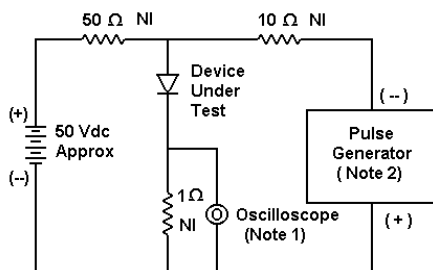 50 Ω NI
10 Ω NI
Device
Under
Test
(+)
50 Vdc
Approx
(--)
( -- )
Pulse
Generator
( Note 2)
( + )
1Ω
NI
Oscilloscope
(Note 1)